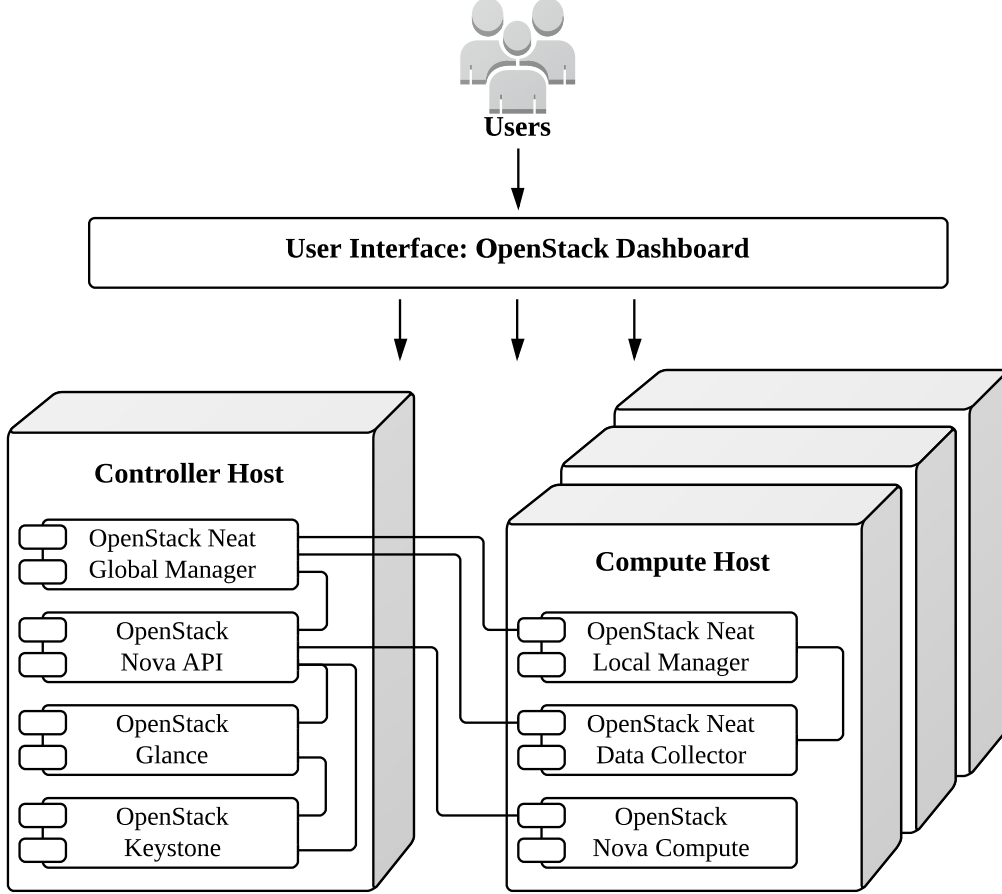 Users
User Interface: OpenStack Dashboard
Controller Host
OpenStack Neat
Global Manager
OpenStack
Nova API
OpenStack
Glance
OpenStack
Keystone
Compute Host
OpenStack Neat
Local Manager
OpenStack Neat
Data Collector
OpenStack
Nova Compute